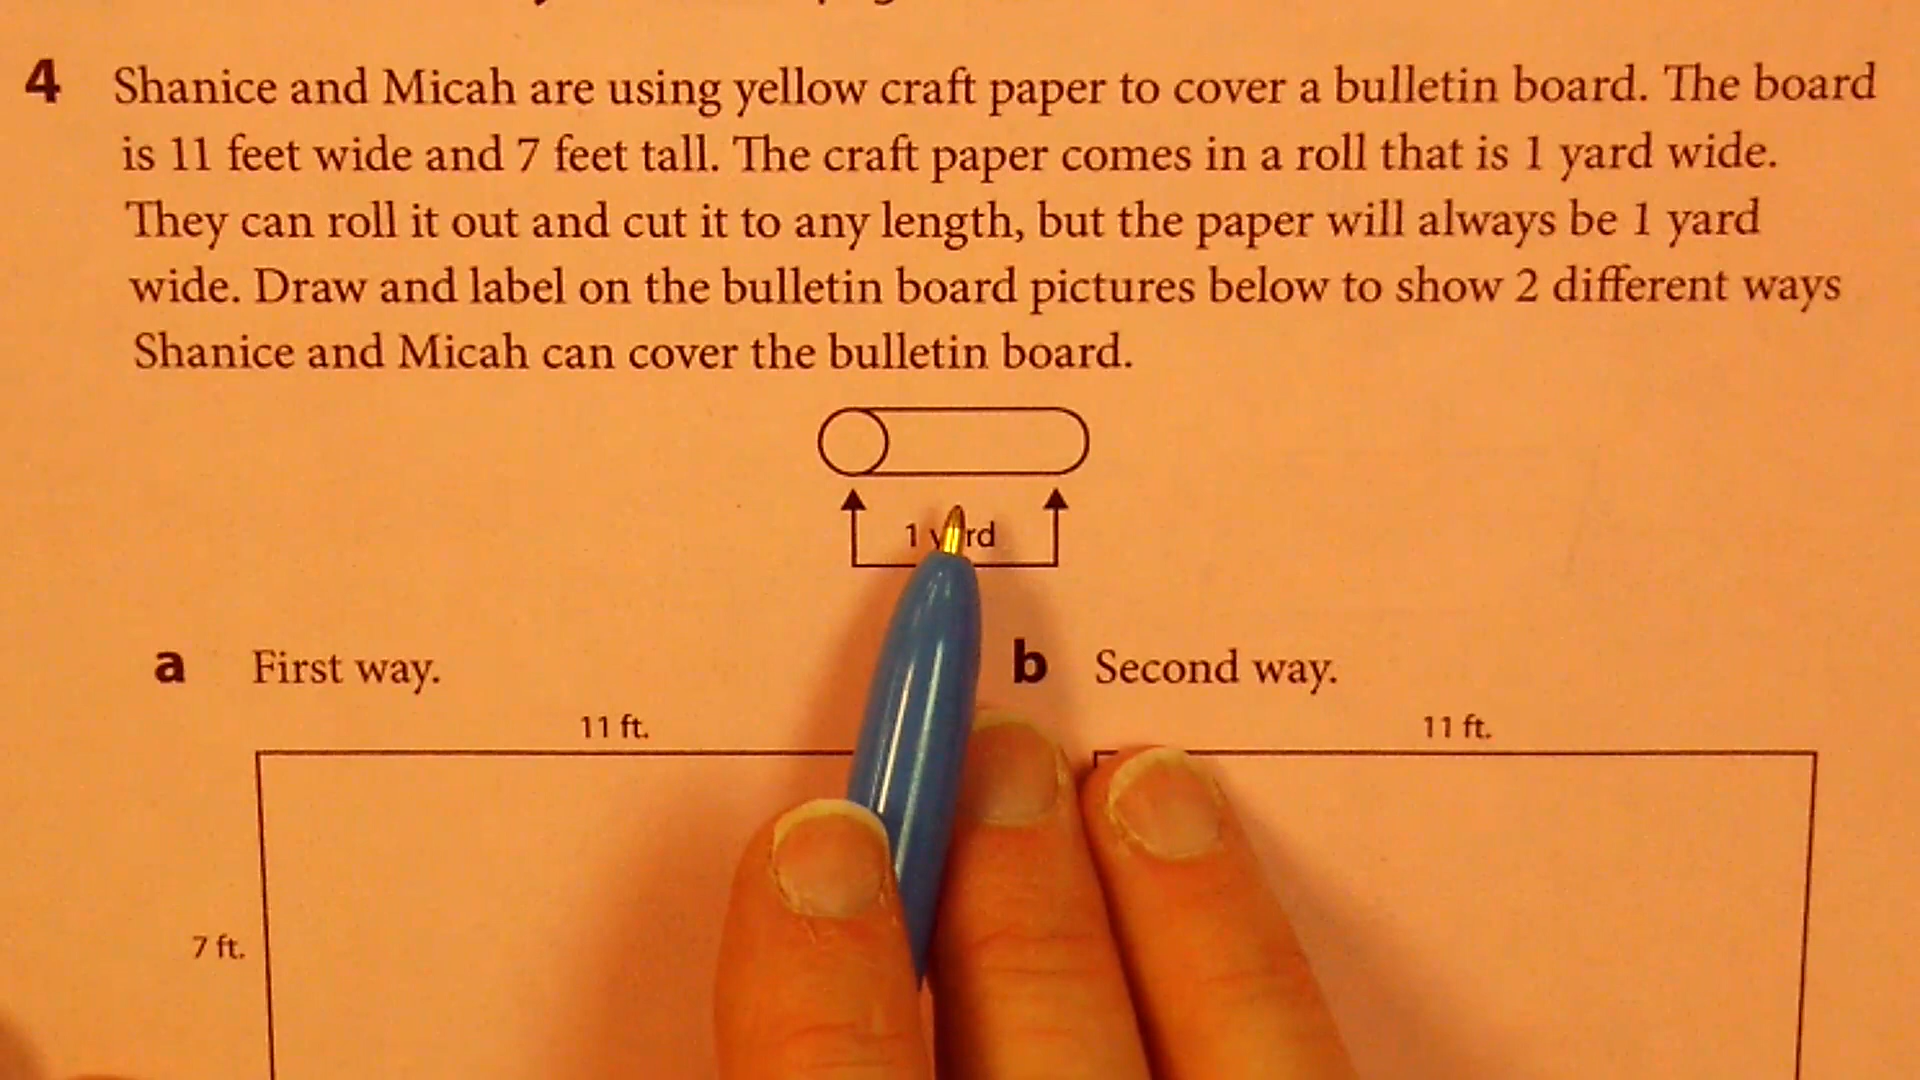 4 Shanice and Micah are using yellow craft paper to cover a bulletin board. The board
is 11 feet wide and 7 feet tall. The craft paper comes in a roll that is 1 yard wide.
They can roll it out and cut it to any length, but the paper will always be 1 yard
wide. Draw and label on the bulletin board pictures below to show 2 different ways
Shanice and Micah can cover the bulletin board.
1
a First way.
b Second way.
11 ft.
11 ft.
7 ft.